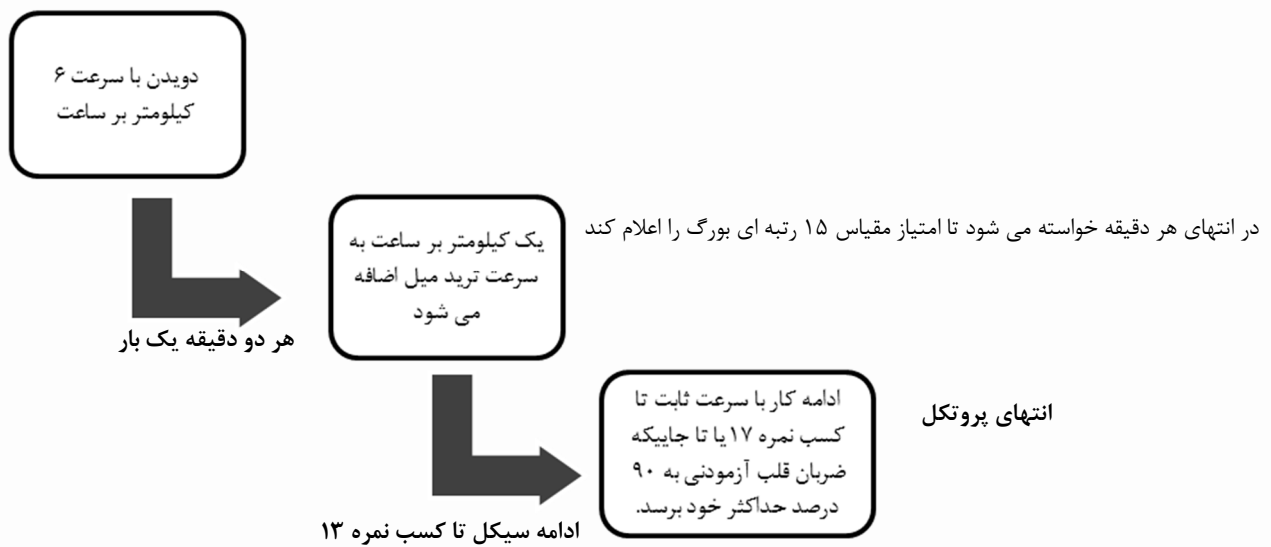 دویدن با سرعت ۶
کیلومتر بر ساعت
هر دو دقیقه یک بار
یک کیلومتر بر ساعت به
سرعت ترید میل اضافه
می شود
در انتهای هر دقیقه خواسته می شود تا امتیاز مقیاس ۱۵ رتبه ای بورگ را اعلام کند
ادامه سیکل تا کسب نمره ۱۳
ادامه کار با سرعت ثابت تا
کسب نمره ۱۷ یا تا جاییکه
ضربان قلب آزمودنی به ۹۰
درصد حداکثر خود برسد.
انتهای پروتکل